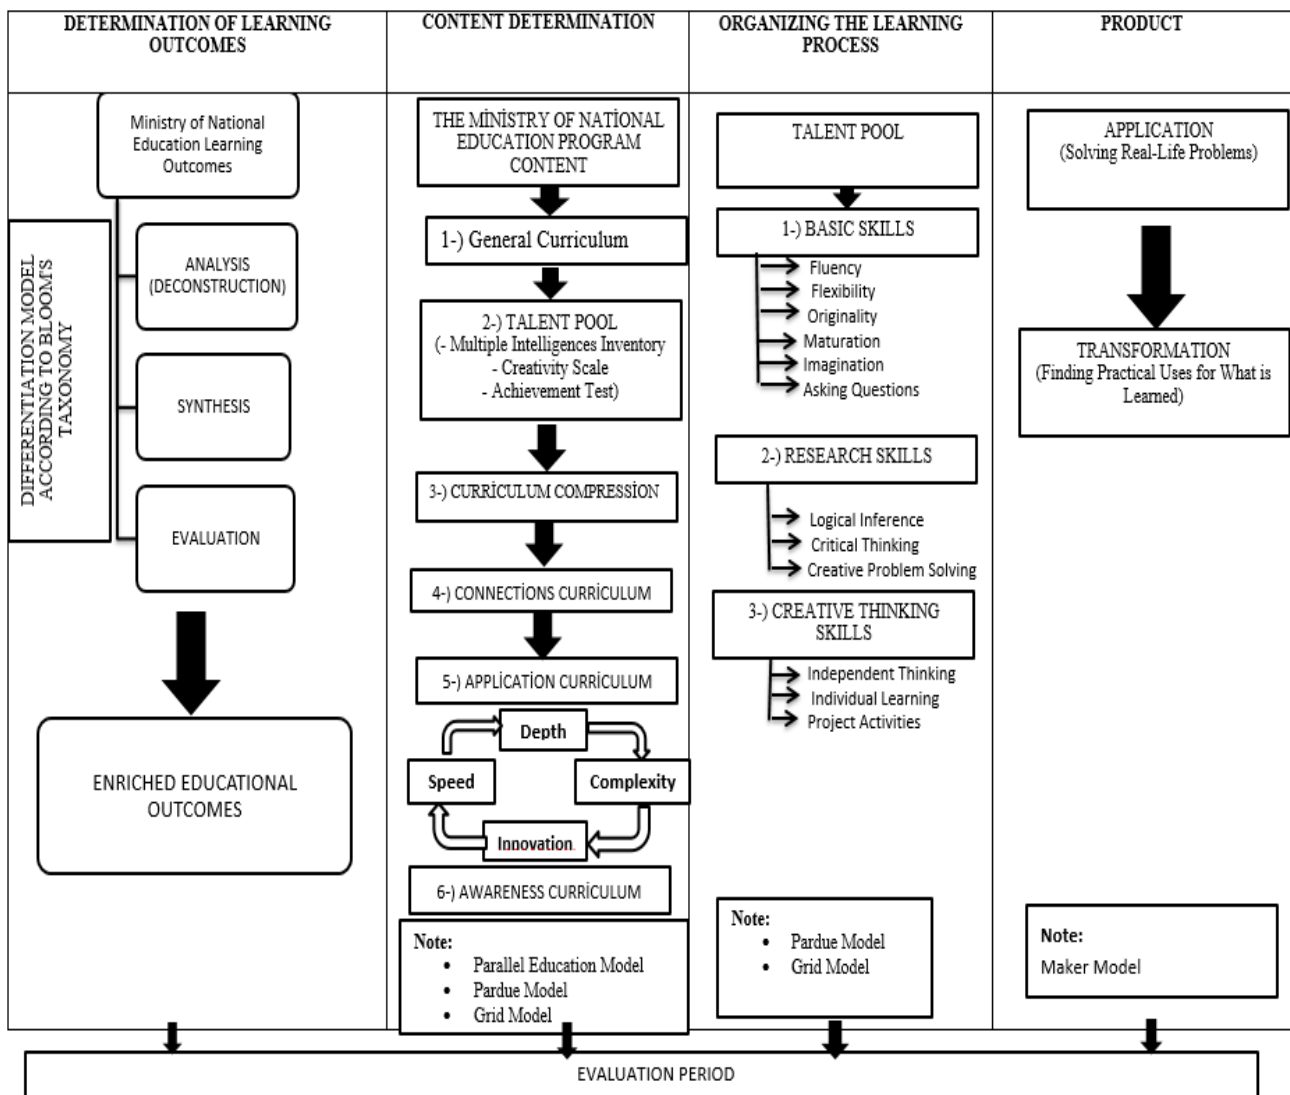 DETERMINATION OF LEARNING
OUTCOMES
CONTENT DETERMINATION
ORGANIZING THE LEARNING
PROCESS
PRODUCT
Ministry of National
Education Learning
Outcomes
DIFFERENTIATION MODEL
ACCORDING TO BLOOM'S
TAXONOMY
ANALYSIS
(DECONSTRUCTION)
SYNTHESIS
EVALUATION
ENRICHED EDUCATIONAL
OUTCOMES
THE MİNİSTRY OF NATİONAL
EDUCATION PROGRAM
CONTENT
1-) General Curriculum
2-) TALENT POOL
(- Multiple Intelligences Inventory
- Creativity Scale
- Achievement Test)
3-) CURRİCULUM COMPRESSİON
4-) CONNECTİONS CURRİCULUM
5-) APPLİCATİON CURRİCULUM
Depth
Speed
Complexity
Innovation
6-) AWARENESS CURRİCULUM
Note:
• Parallel Education Model
• Pardue Model
• Grid Model
TALENT POOL
1-) BASIC SKILLS
Fluency
Flexibility
Originality
Maturation
Imagination
Asking Questions
2-) RESEARCH SKILLS
Logical Inference
Critical Thinking
Creative Problem Solving
3-) CREATIVE THINKING
SKILLS
Independent Thinking
Individual Learning
Project Activities
Note:
• Pardue Model
• Grid Model
APPLICATION
(Solving Real-Life Problems)
TRANSFORMATION
(Finding Practical Uses for What is
Learned)
Note:
Maker Model
EVALUATION PERIOD